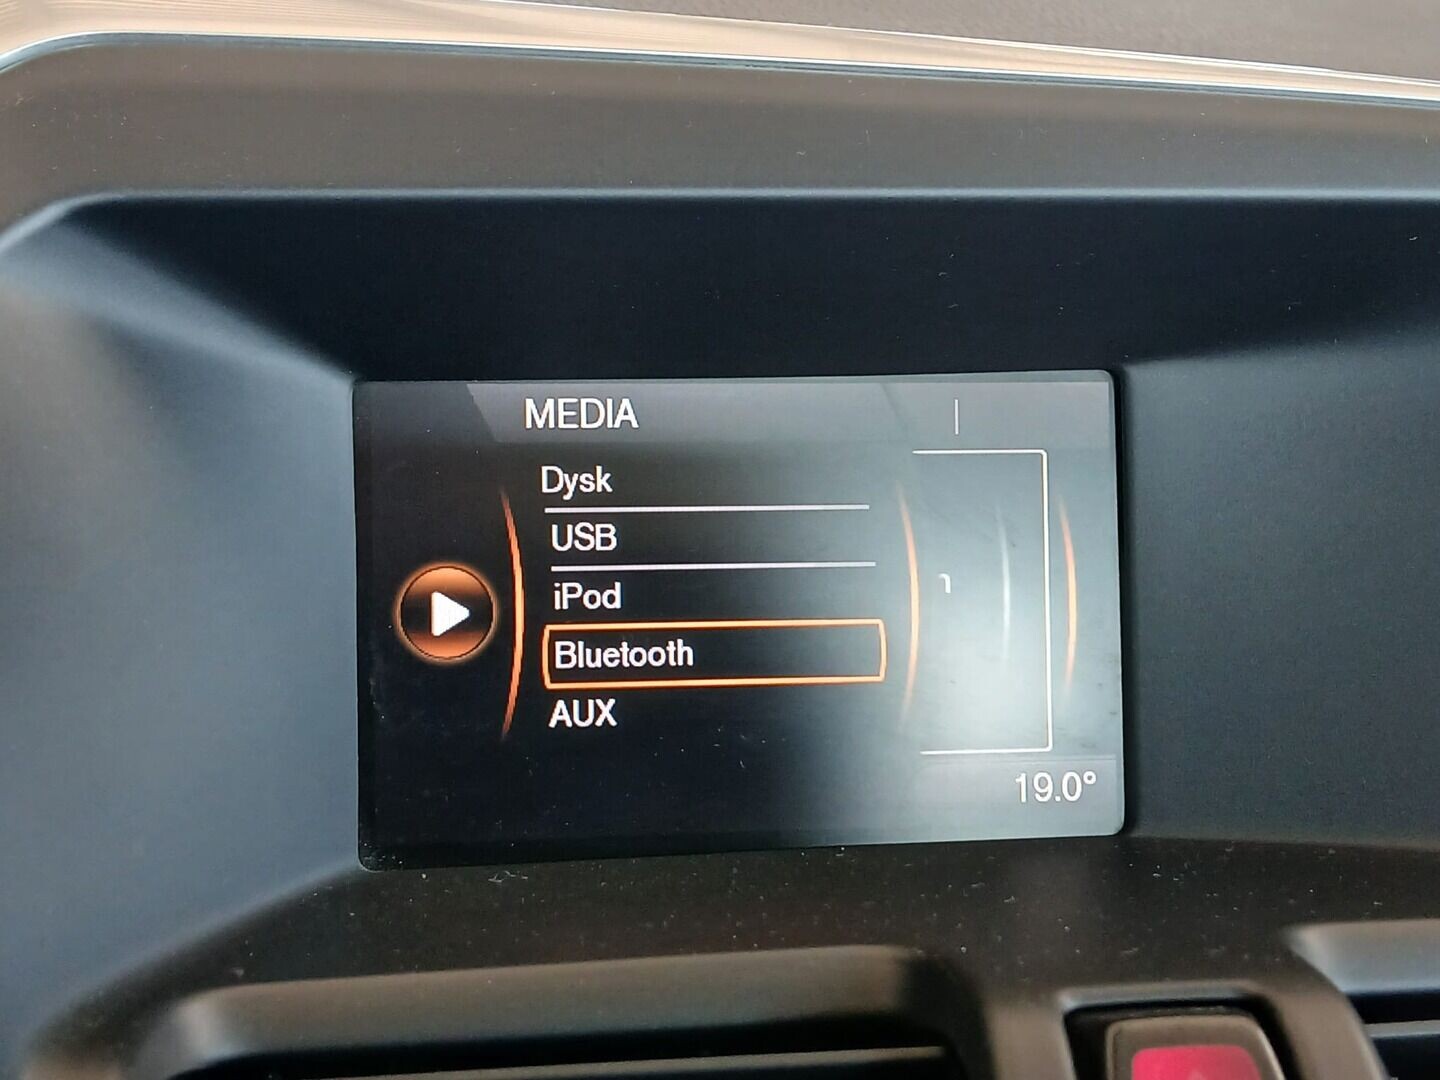 MEDIA
Dysk
USB
iPod
Bluetooth
AUX
19.0°